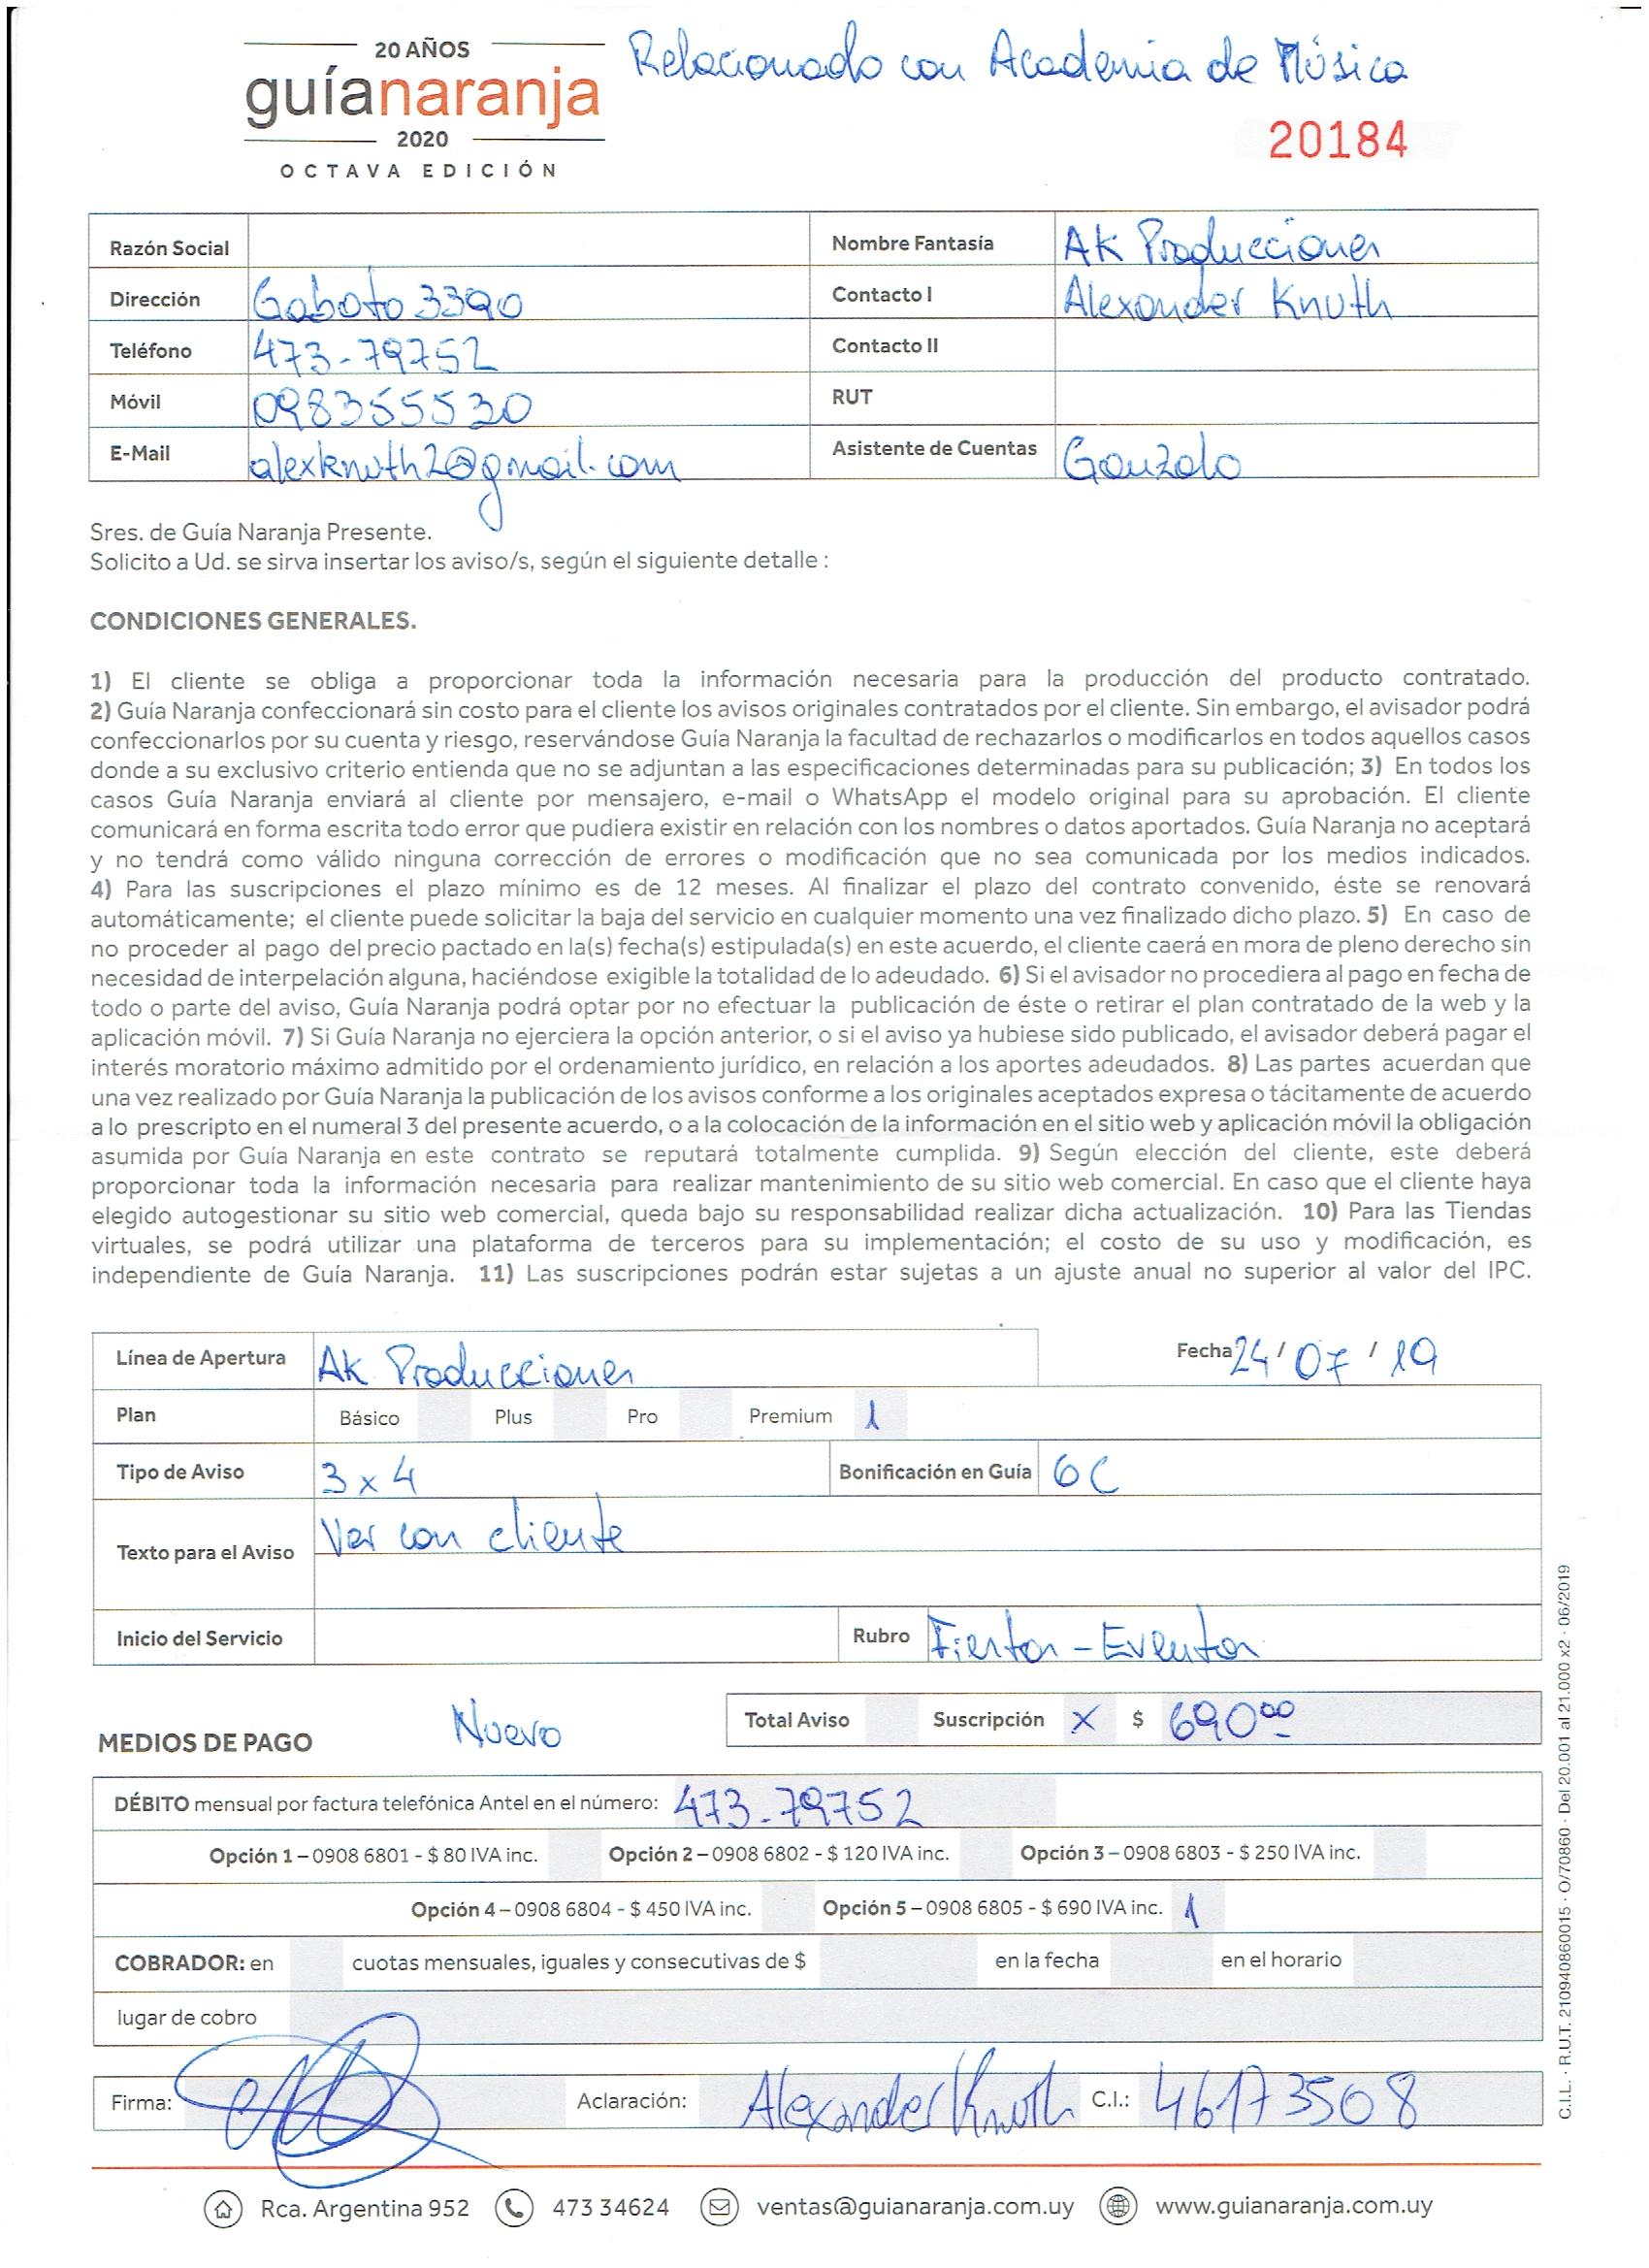 20 AÑOS
guíanaranja
2020
OCTAVA EDICIÓN
Relacionado con Academia de Música
20184
Razón Social
Nombre Fantasía AK Producciones
Dirección Gaboto 3390
Contacto I Alexander Knuth
Teléfono 473-79752
Contacto II
Móvil 098355530
RUT
E-Mail alexknuth2@gmail.com
Asistente de Cuentas Gonzalo
Sres. de Guía Naranja Presente.
Solicito a Ud. se sirva insertar los aviso/s, según el siguiente detalle :
CONDICIONES GENERALES.
1) El cliente se obliga a proporcionar toda la información necesaria para la producción del producto contratado.
2) Guía Naranja confeccionará sin costo para el cliente los avisos originales contratados por el cliente. Sin embargo, el avisador podrá
confeccionarlos por su cuenta y riesgo, reservándose Guía Naranja la facultad de rechazarlos o modificarlos en todos aquellos casos
donde a su exclusivo criterio entienda que no se adjuntan a las especificaciones determinadas para su publicación; 3) En todos los
casos Guía Naranja enviará al cliente por mensajero, e-mail o WhatsApp el modelo original para su aprobación. El cliente
comunicará en forma escrita todo error que pudiera existir en relación con los nombres o datos aportados. Guía Naranja no aceptará
y no tendrá como válido ninguna corrección de errores o modificación que no sea comunicada por los medios indicados.
4) Para las suscripciones el plazo mínimo es de 12 meses. Al finalizar el plazo del contrato convenido, éste se renovará
automáticamente; el cliente puede solicitar la baja del servicio en cualquier momento una vez finalizado dicho plazo. 5) En caso de
no proceder al pago del precio pactado en la(s) fecha(s) estipulada(s) en este acuerdo, el cliente caerá en mora de pleno derecho sin
necesidad de interpelación alguna, haciéndose exigible la totalidad de lo adeudado. 6) Si el avisador no procediera al pago en fecha de
todo o parte del aviso, Guía Naranja podrá optar por no efectuar la publicación de éste o retirar el plan contratado de la web y la
aplicación móvil. 7) Si Guía Naranja no ejerciera la opción anterior, o si el aviso ya hubiese sido publicado, el avisador deberá pagar el
interés moratorio máximo admitido por el ordenamiento jurídico, en relación a los aportes adeudados. 8) Las partes acuerdan que
una vez realizado por Guía Naranja la publicación de los avisos conforme a los originales aceptados expresa o tácitamente de acuerdo
a lo prescripto en el numeral 3 del presente acuerdo, o a la colocación de la información en el sitio web y aplicación móvil la obligación
asumida por Guía Naranja en este contrato se reputará totalmente cumplida. 9) Según elección del cliente, este deberá
proporcionar toda la información necesaria para realizar mantenimiento de su sitio web comercial. En caso que el cliente haya
elegido autogestionar su sitio web comercial, queda bajo su responsabilidad realizar dicha actualización. 10) Para las Tiendas
virtuales, se podrá utilizar una plataforma de terceros para su implementación; el costo de su uso y modificación, es
independiente de Guía Naranja. 11) Las suscripciones podrán estar sujetas a un ajuste anual no superior al valor del IPC.
Línea de Apertura AK Producciones
Fecha 24 / 07 / 19
Plan Básico Plus Pro Premium 1
Tipo de Aviso 3 x 4 Bonificación en Guía 6C
Texto para el Aviso Ver con cliente
Inicio del Servicio Rubro Fiestas - Eventos
MEDIOS DE PAGO Nuevo
Total Aviso Suscripción X $ 690⁰⁰
DÉBITO mensual por factura telefónica Antel en el número: 473-79752
Opción 1 – 0908 6801 - $ 80 IVA inc. Opción 2 – 0908 6802 - $ 120 IVA inc. Opción 3 – 0908 6803 - $ 250 IVA inc.
Opción 4 – 0908 6804 - $ 450 IVA inc. Opción 5 – 0908 6805 - $ 690 IVA inc. 1
COBRADOR: en cuotas mensuales, iguales y consecutivas de $ en la fecha en el horario
lugar de cobro
Firma: Aclaración: Alexander Knuth C.I.: 46173508
Rca. Argentina 952 473 34624 ventas@guianaranja.com.uy www.guianaranja.com.uy
C.I.L. · R.U.T. 210940860015 · O/70860 · Del 20.001 al 21.000 x2 · 06/2019